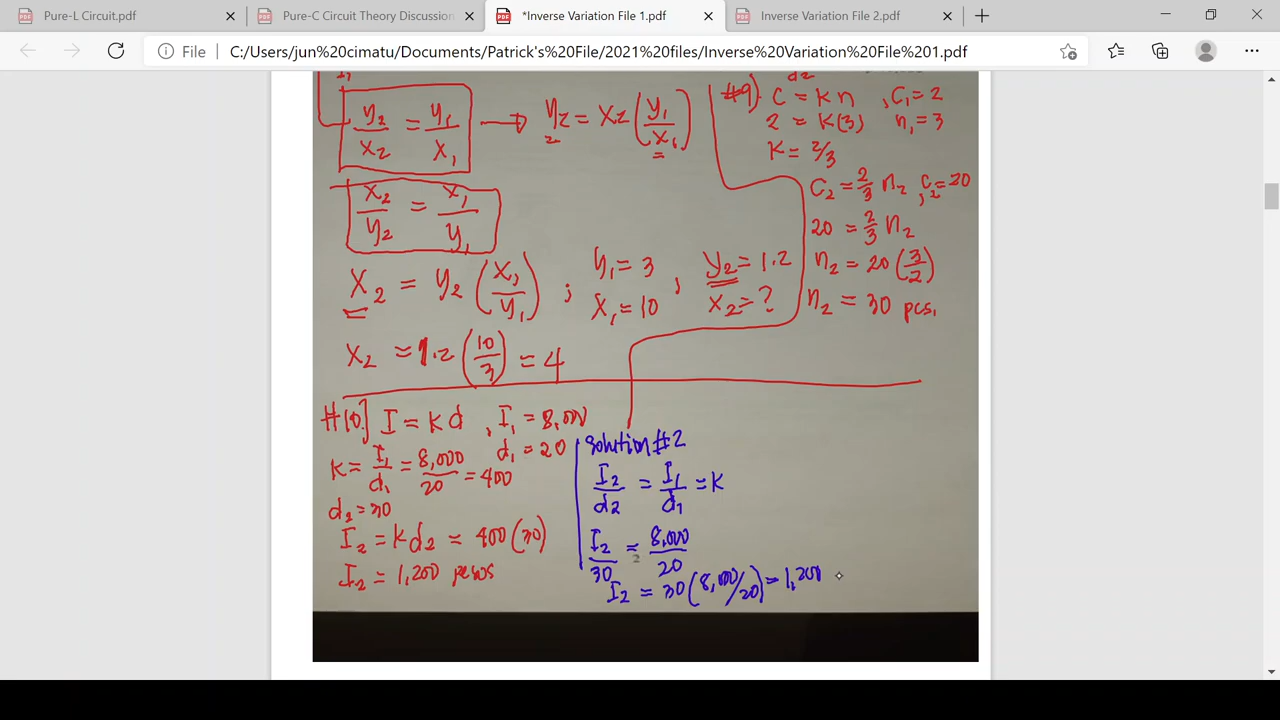 Pure-L Circuit.pdf
Pure-C Circuit Theory Discussion
*Inverse Variation File 1.pdf
Inverse Variation File 2.pdf
File
C:/Users/jun%20cimatu/Documents/Patrick's%20File/2021%20files/Inverse%20Variation%20File%201.pdf
y2/x2 = y1/x1 → y2 = x2 (y1/x1)
x2/y2 = x1/y1
x2 = y2 (x1/y1) ; y1 = 3 , y2 = 1.2
x1 = 10 x2 = ?
x2 = 1.2 (10/3) = 4
d2
#9) C = kn , C1 = 2
2 = k(3) n1 = 3
k = 2/3
C2 = 2/3 n2 , C2 = 20
20 = 2/3 n2
n2 = 20 (3/2)
n2 = 30 pcs.
#10.] I = kd , I1 = 8,000
d1 = 20
k = I1/d1 = 8,000/20 = 400
d2 = 30
I2 = kd2 = 400 (30)
I2 = 1,200 pesos
solution #2
I2/d2 = I1/d1 = k
I2/30 = 8,000/20
I2 = 30 (8,000/20) = 1,200